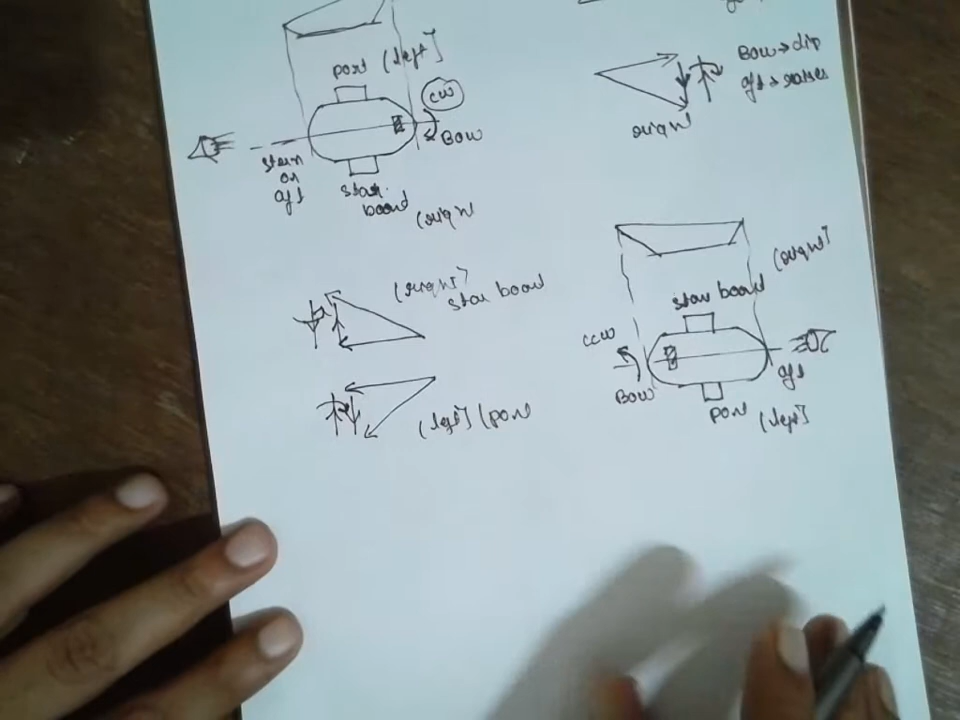 port (left)
cw
BOW
stern
or
aft
star
board
(right
BOW→dip
aft→raises
right
(right)
star board
(left) (port
(right)
star board
ccw
BOW
aft
port
(left)